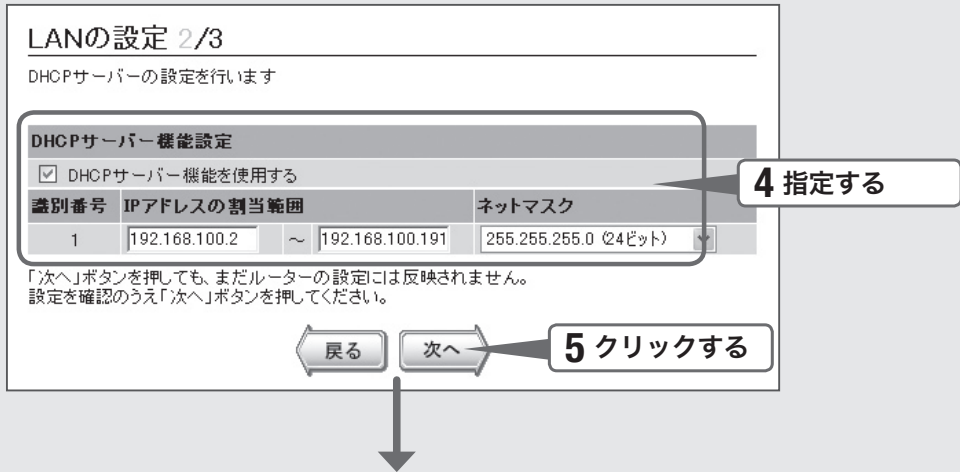 LANの設定 2/3
DHCPサーバーの設定を行います
DHCPサーバー機能設定
DHCPサーバー機能を使用する
識別番号 IPアドレスの割当範囲 ネットマスク
1 192.168.100.2 ～ 192.168.100.191 255.255.255.0 (24ビット)
4 指定する
「次へ」ボタンを押しても、まだルーターの設定には反映されません。
設定を確認のうえ「次へ」ボタンを押してください。
戻る 次へ
5 クリックする